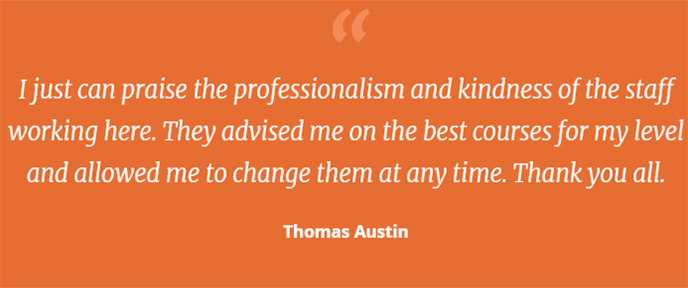 “
I just can praise the professionalism and kindness of the staff
working here. They advised me on the best courses for my level
and allowed me to change them at any time. Thank you all.
Thomas Austin